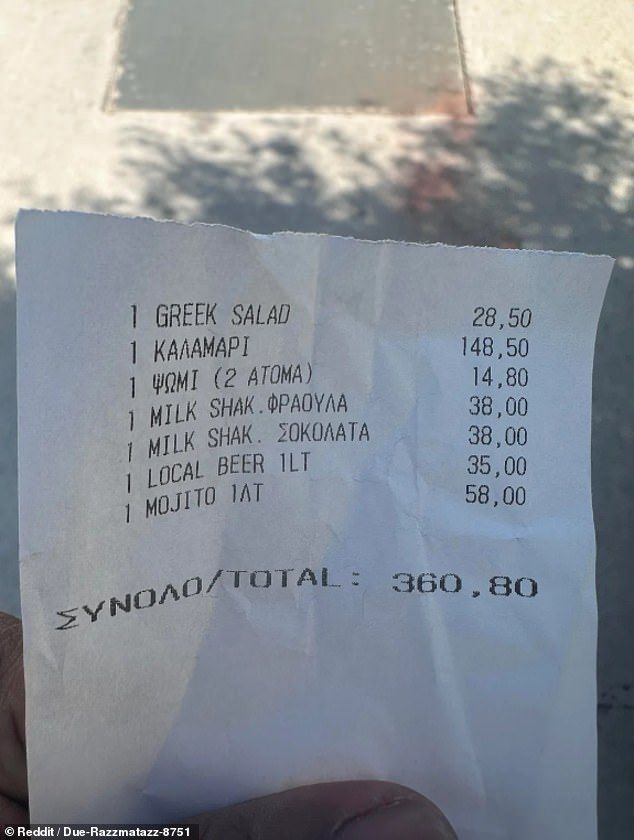 1 GREEK SALAD 28,50
1 ΚΑΛΑΜΑΡΙ 148,50
1 ΨΩΜΙ (2 ΑΤΟΜΑ) 14,80
1 MILK SHAK.ΦΡΑΟΥΛΑ 38,00
1 MILK SHAK. ΣΟΚΟΛΑΤΑ 38,00
1 LOCAL BEER 1LT 35,00
1 MOJITO 1ΛΤ 58,00
ΣΥΝΟΛΟ/TOTAL: 360,80
© Reddit / Due-Razzmatazz-8751